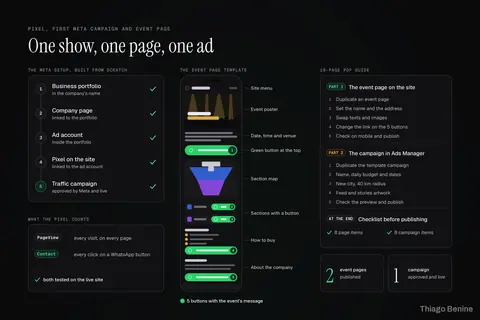 PIXEL, FIRST META CAMPAIGN AND EVENT PAGE
One show, one page, one ad
THE META SETUP, BUILT FROM SCRATCH
1 Business portfolio
in the company's name
2 Company page
linked to the portfolio
3 Ad account
inside the portfolio
4 Pixel on the site
linked to the ad account
5 Traffic campaign
approved by Meta and live
WHAT THE PIXEL COUNTS
PageView every visit, on every page
Contact every click on a WhatsApp button
both tested on the live site
THE EVENT PAGE TEMPLATE
Site menu
Event poster
Date, time and venue
Green button at the top
Section map
Sections with a button
How to buy
About the company
5 buttons with the event's message
PART 1 The event page on the site
1 Duplicate an event page
2 Set the name and the address
3 Swap texts and images
4 Change the link on the 5 buttons
5 Check on mobile and publish
PART 2 The campaign in Ads Manager
1 Duplicate the template campaign
2 Name, daily budget and dates
3 New city, 40 km radius
4 Feed and stories artwork
5 Check the preview and publish
AT THE END Checklist before publishing
8 page items
8 campaign items
2 event pages
published
1 campaign
approved and live
Thiago Benine